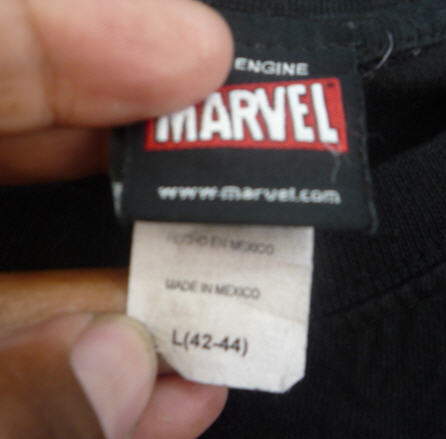 ENGINE
MARVEL
www.marvel.com
HECHO EN MEXICO
MADE IN MEXICO
L(42-44)